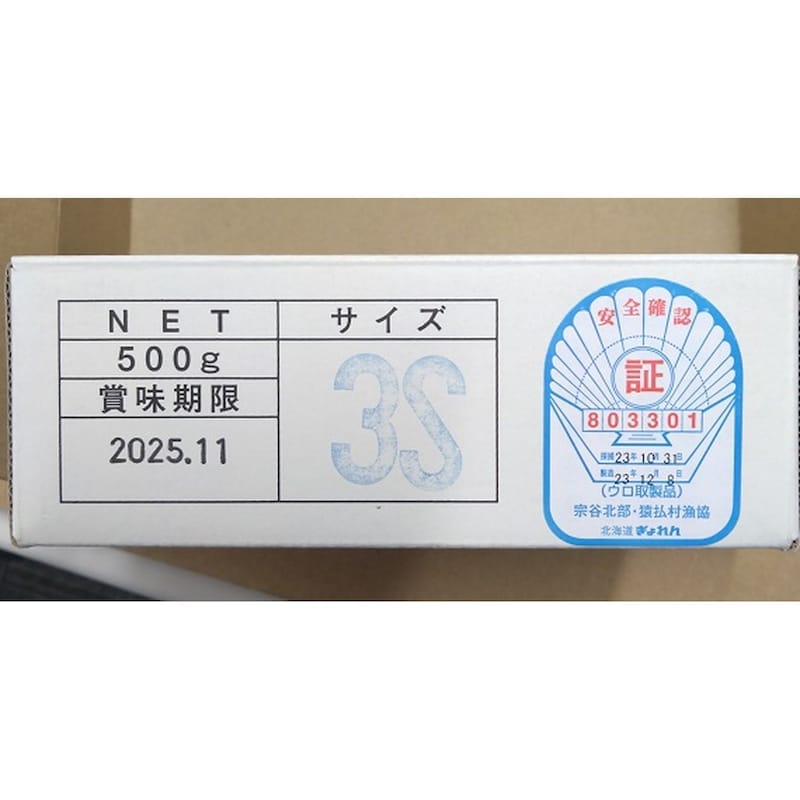 NET
サイズ
500g
賞味期限
2025.11
3S
安全確認
証
803301
採捕23年10月31日
製造23年12月8日
(ウロ取製品)
宗谷北部・猿払村漁協
北海道ぎょれん